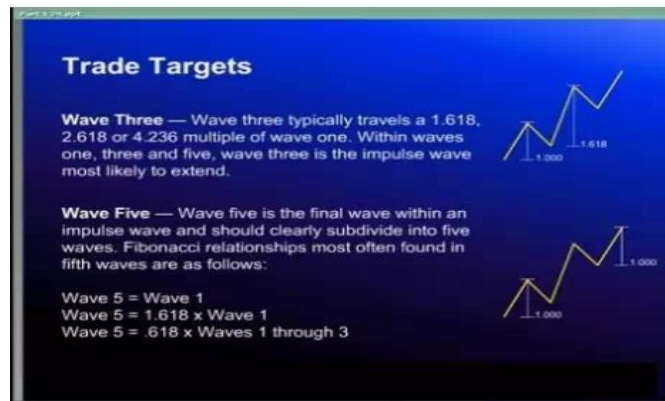 Part 1 24.ppt
Trade Targets
Wave Three — Wave three typically travels a 1.618,
2.618 or 4.236 multiple of wave one. Within waves
one, three and five, wave three is the impulse wave
most likely to extend.
1.000
1.618
Wave Five — Wave five is the final wave within an
impulse wave and should clearly subdivide into five
waves. Fibonacci relationships most often found in
fifth waves are as follows:
1.000
1.000
Wave 5 = Wave 1
Wave 5 = 1.618 x Wave 1
Wave 5 = .618 x Waves 1 through 3